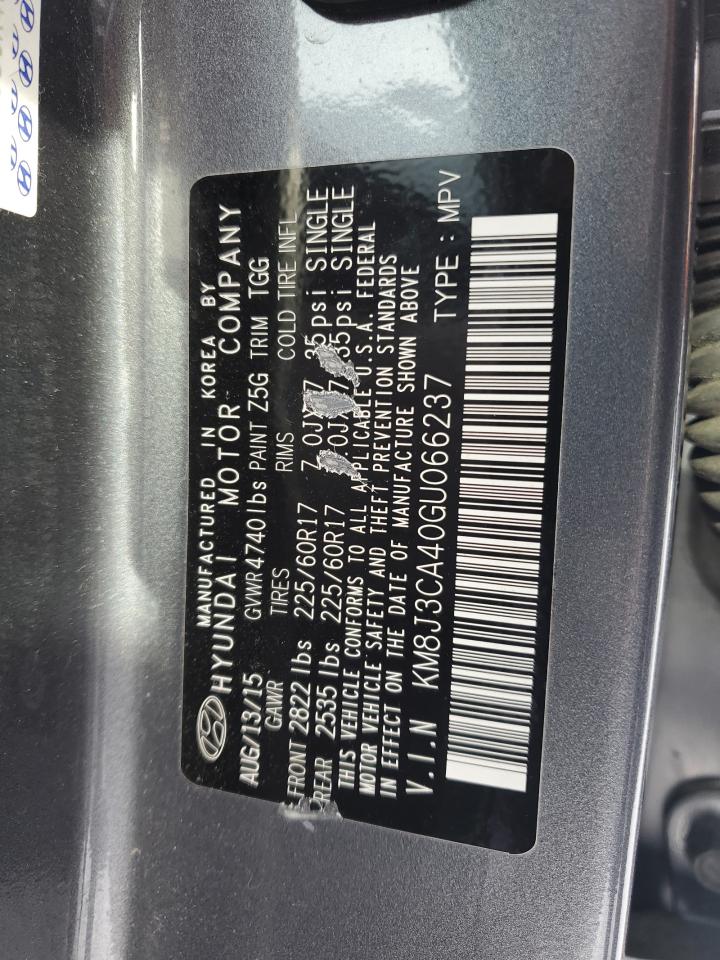 MANUFACTURED IN KOREA BY
HYUNDAI MOTOR COMPANY
AUG/13/15 GVWR 4740 lbs PAINT Z5G TRIM TGG
GAWR TIRES RIMS COLD TIRE INFL
FRONT 2822 lbs 225/60R17 35psi SINGLE
REAR 2535 lbs 225/60R17 35psi SINGLE
THIS VEHICLE CONFORMS TO ALL APPLICABLE U.S.A. FEDERAL
MOTOR VEHICLE SAFETY AND THEFT PREVENTION STANDARDS
IN EFFECT ON THE DATE OF MANUFACTURE SHOWN ABOVE
V.I.N KM8J3CA40GU066237 TYPE : MPV